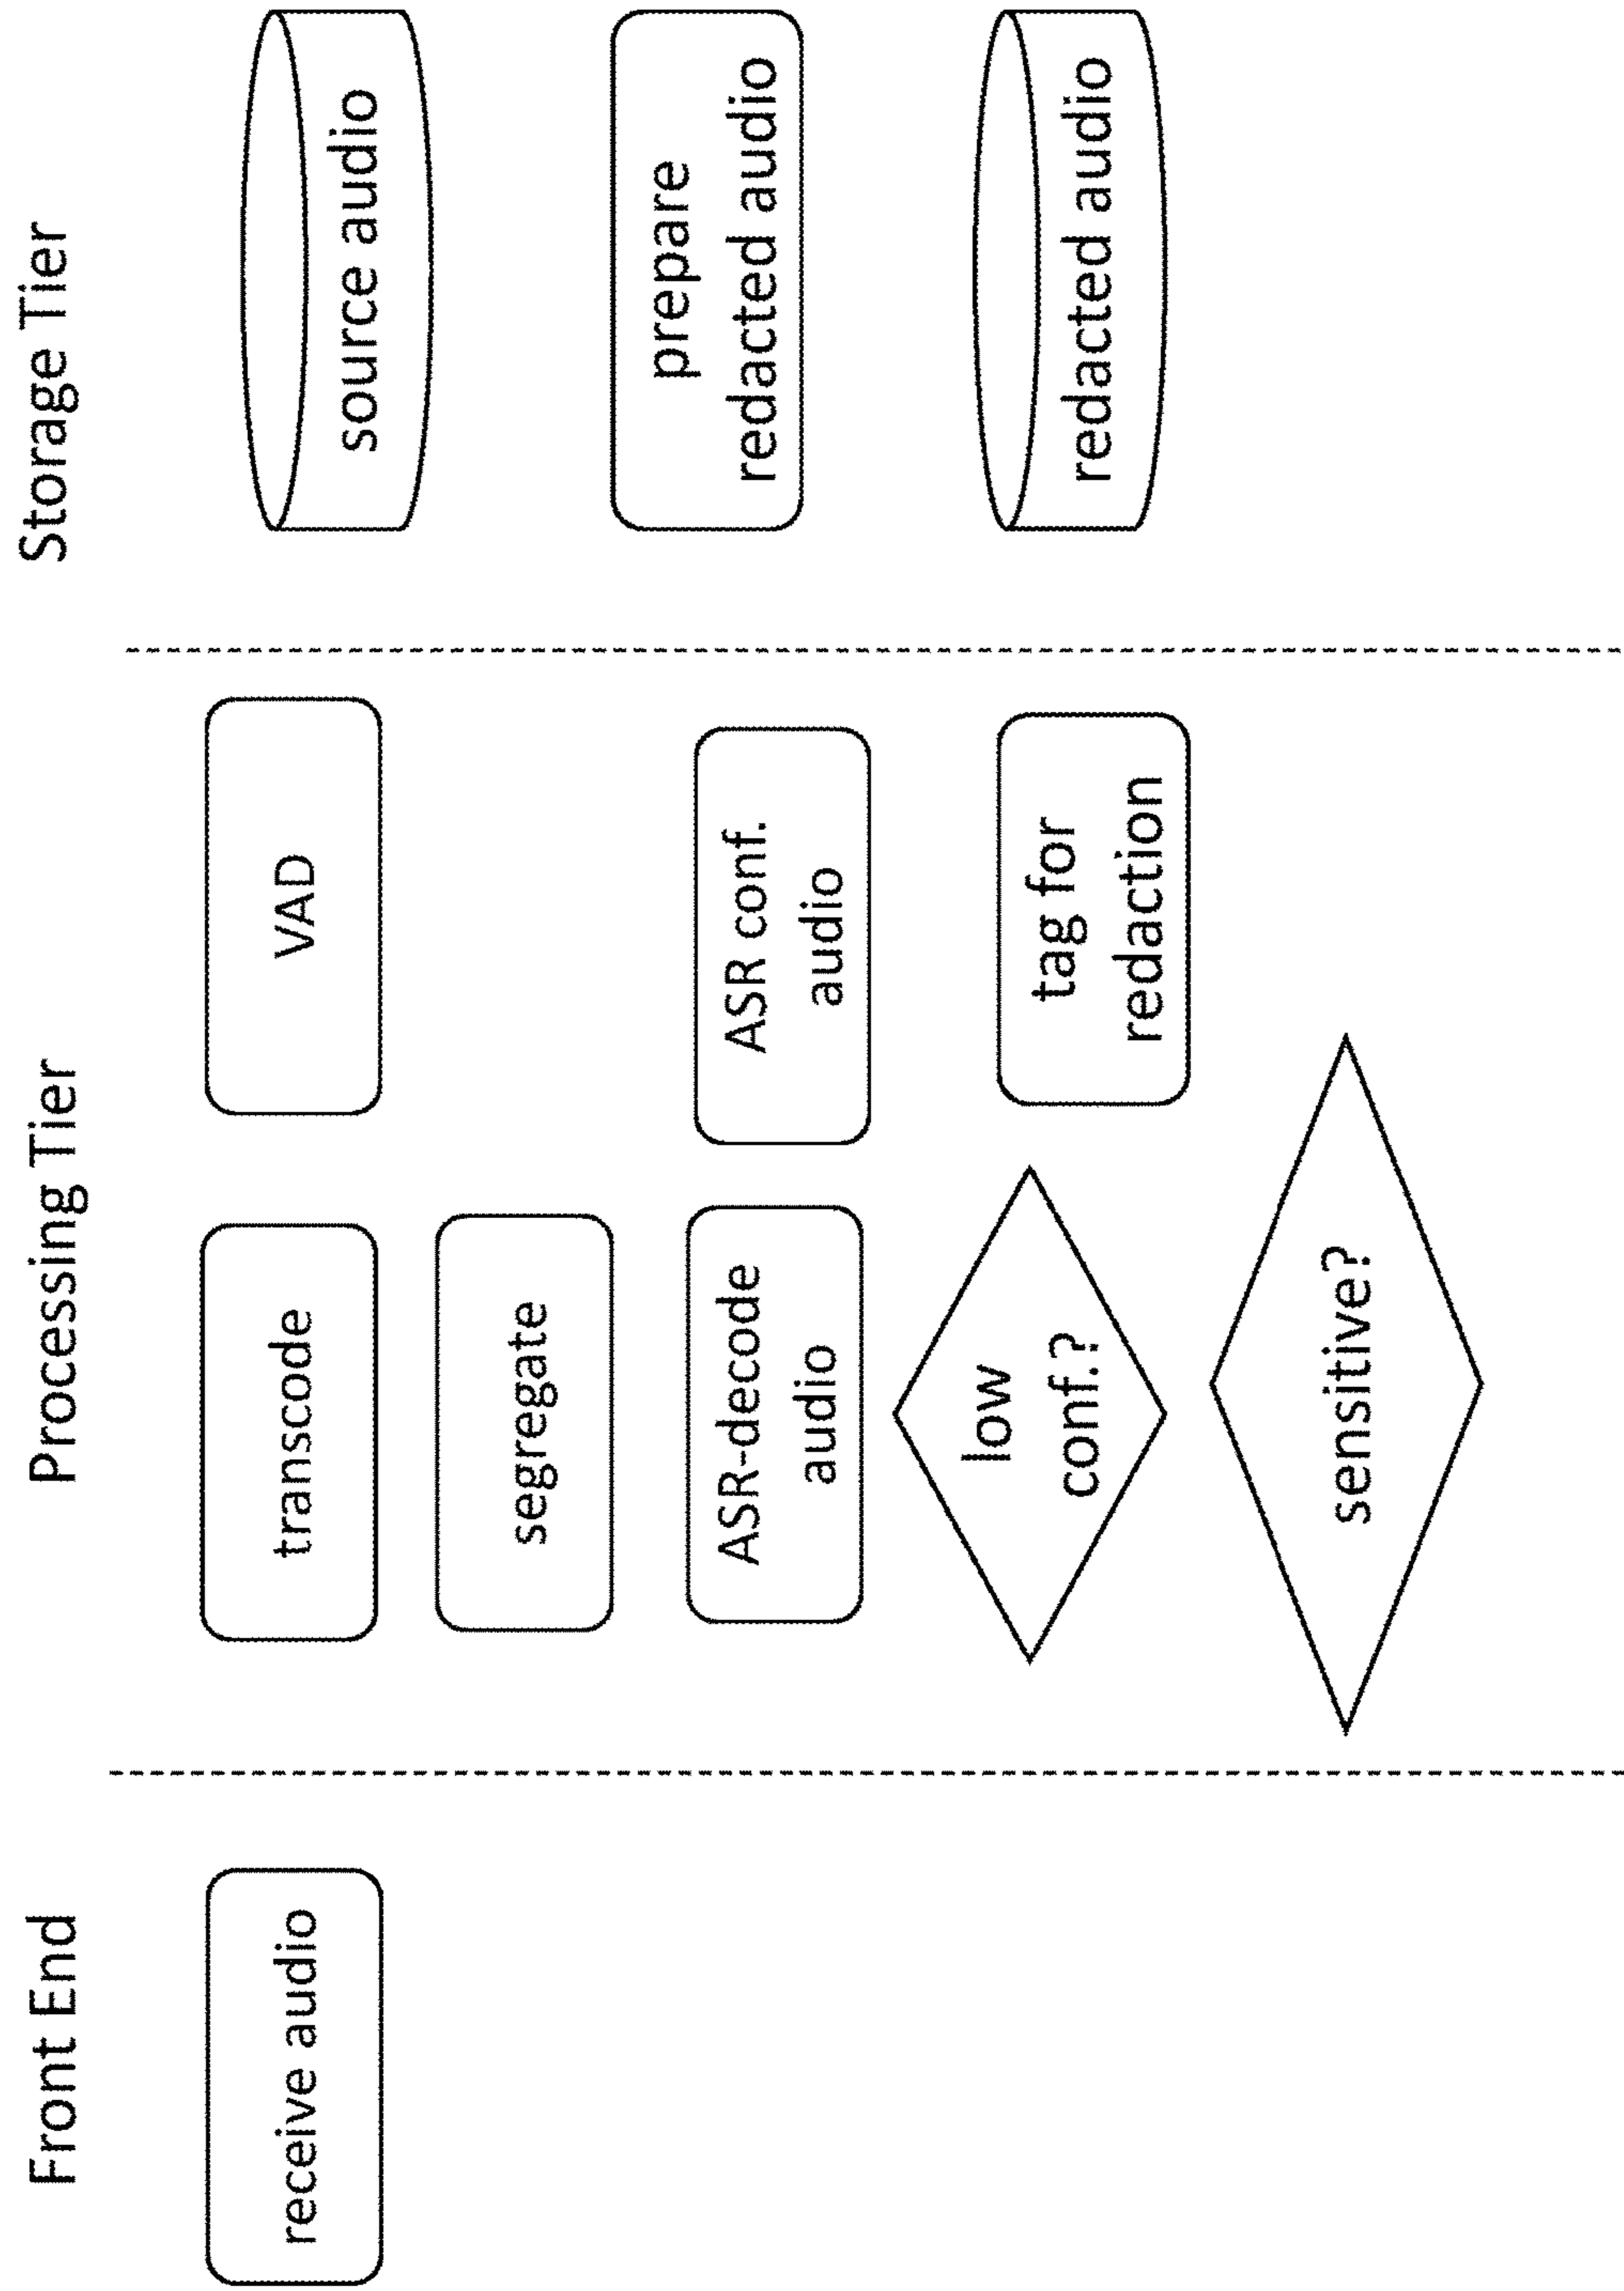 Front End
Processing Tier
Storage Tier
receive audio
transcode
VAD
source audio
segregate
ASR-decode
audio
ASR conf.
audio
prepare
redacted audio
low
conf.?
tag for
redaction
redacted audio
sensitive?